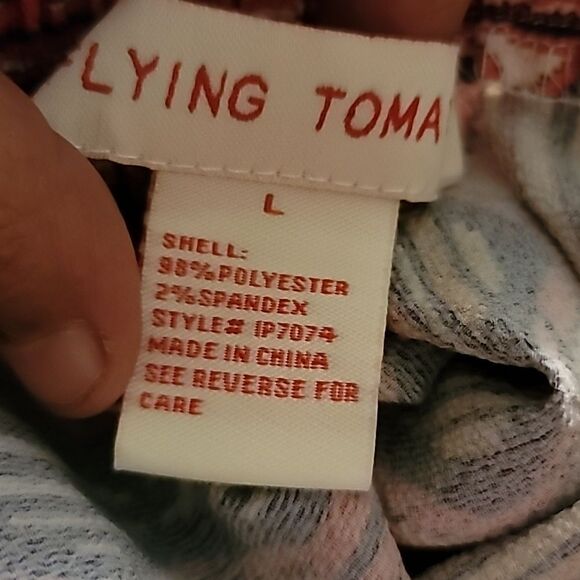 LYING TOMA
L
SHELL:
98%POLYESTER
2%SPANDEX
STYLE# IP7074
MADE IN CHINA
SEE REVERSE FOR
CARE